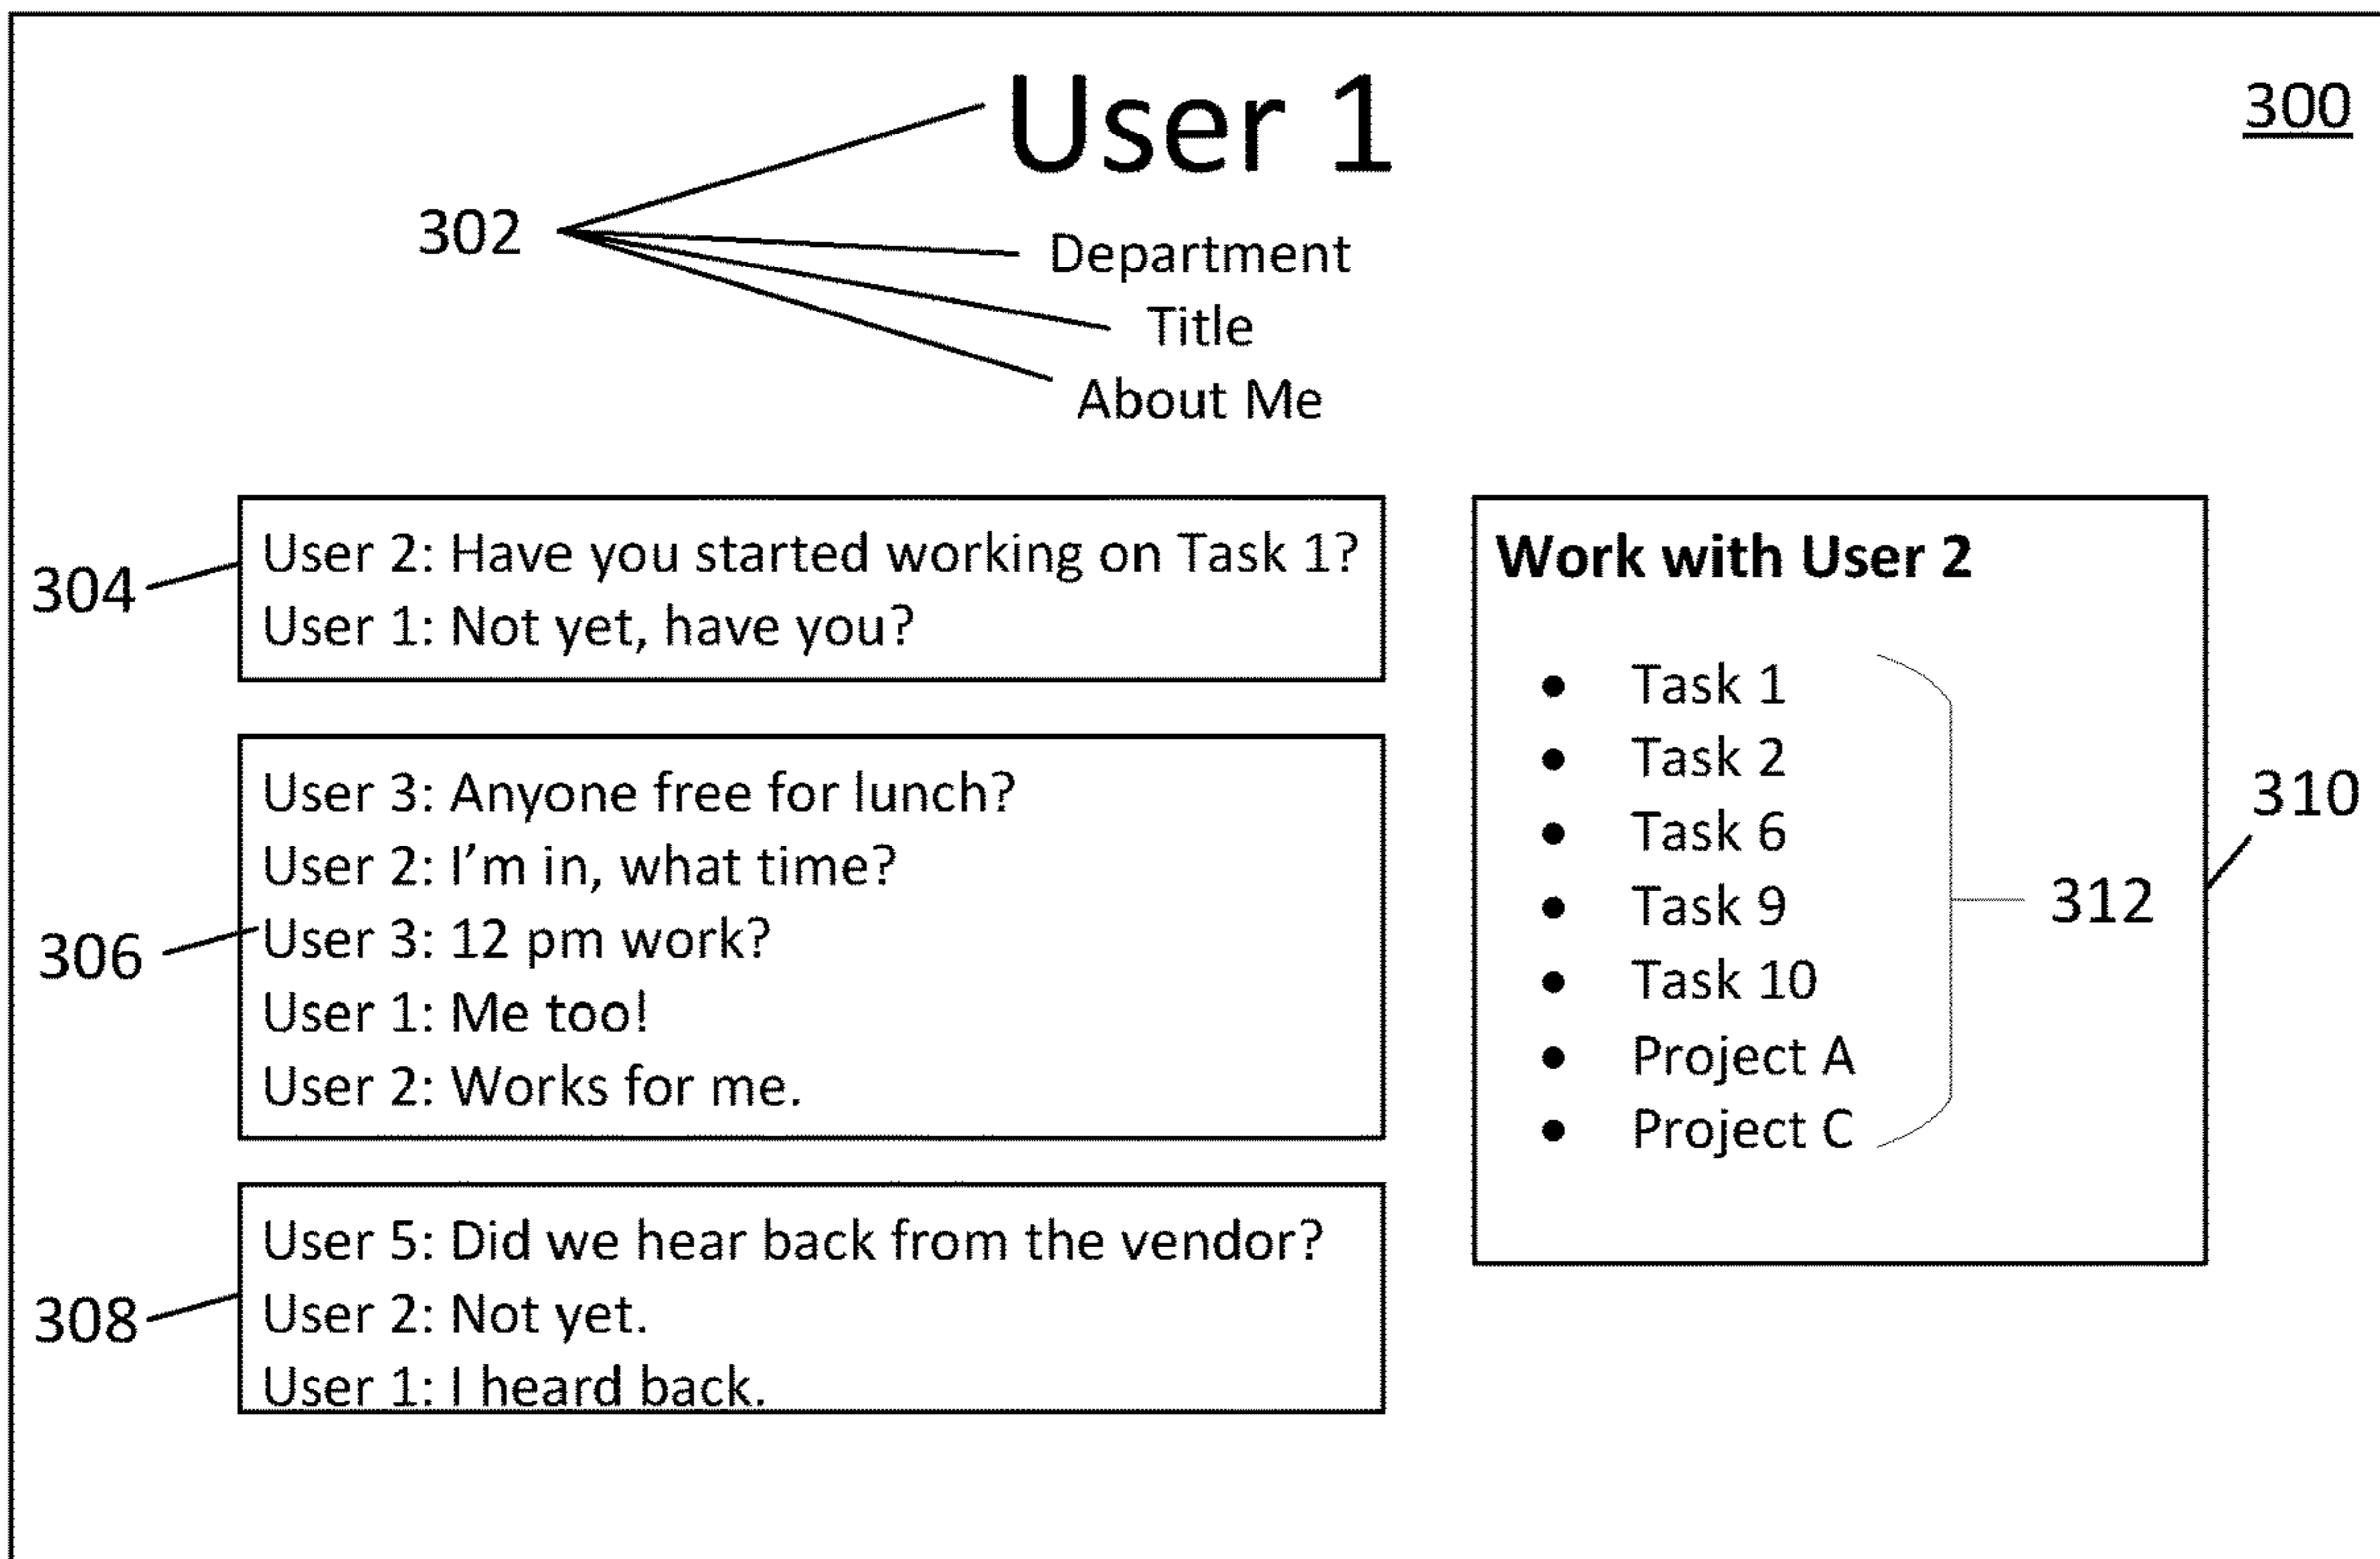 User 1
300
302
Department
Title
About Me
304
User 2: Have you started working on Task 1?
User 1: Not yet, have you?
306
User 3: Anyone free for lunch?
User 2: I'm in, what time?
User 3: 12 pm work?
User 1: Me too!
User 2: Works for me.
308
User 5: Did we hear back from the vendor?
User 2: Not yet.
User 1: I heard back.
Work with User 2
• Task 1
• Task 2
• Task 6
• Task 9
• Task 10
• Project A
• Project C
312
310